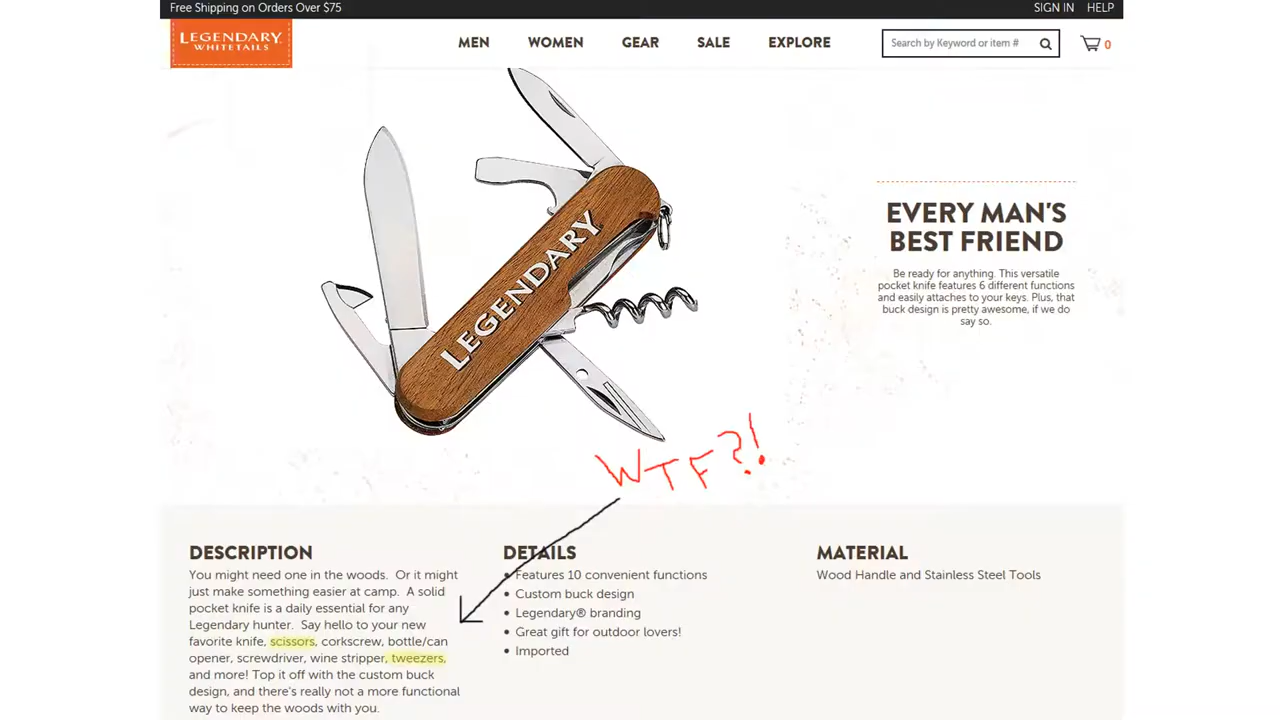 Free Shipping on Orders Over $75
SIGN IN HELP
LEGENDARY
WHITETAILS
MEN WOMEN GEAR SALE EXPLORE
Search by Keyword or item #
0
LEGENDARY
EVERY MAN'S
BEST FRIEND
Be ready for anything. This versatile
pocket knife features 6 different functions
and easily attaches to your keys. Plus, that
buck design is pretty awesome, if we do
say so.
WTF?!
DESCRIPTION
You might need one in the woods. Or it might
just make something easier at camp. A solid
pocket knife is a daily essential for any
Legendary hunter. Say hello to your new
favorite knife, scissors, corkscrew, bottle/can
opener, screwdriver, wine stripper, tweezers,
and more! Top it off with the custom buck
design, and there's really not a more functional
way to keep the woods with you.
DETAILS
• Features 10 convenient functions
• Custom buck design
• Legendary® branding
• Great gift for outdoor lovers!
• Imported
MATERIAL
Wood Handle and Stainless Steel Tools